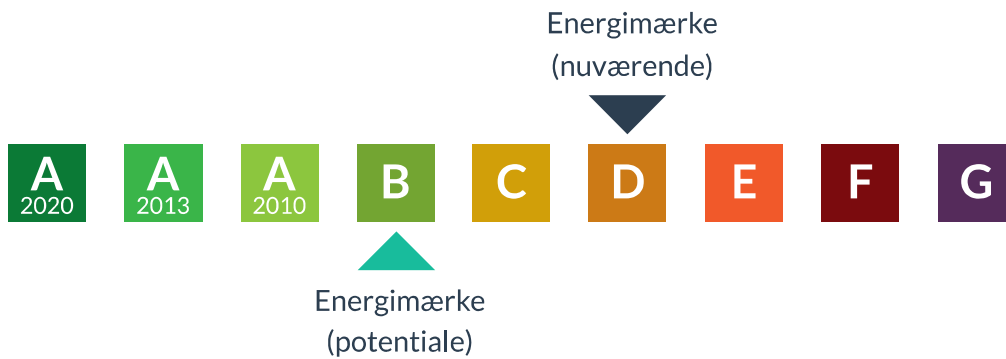 Energimærke
(nuværende)
A A A B C D E F G
2020 2013 2010
Energimærke
(potentiale)